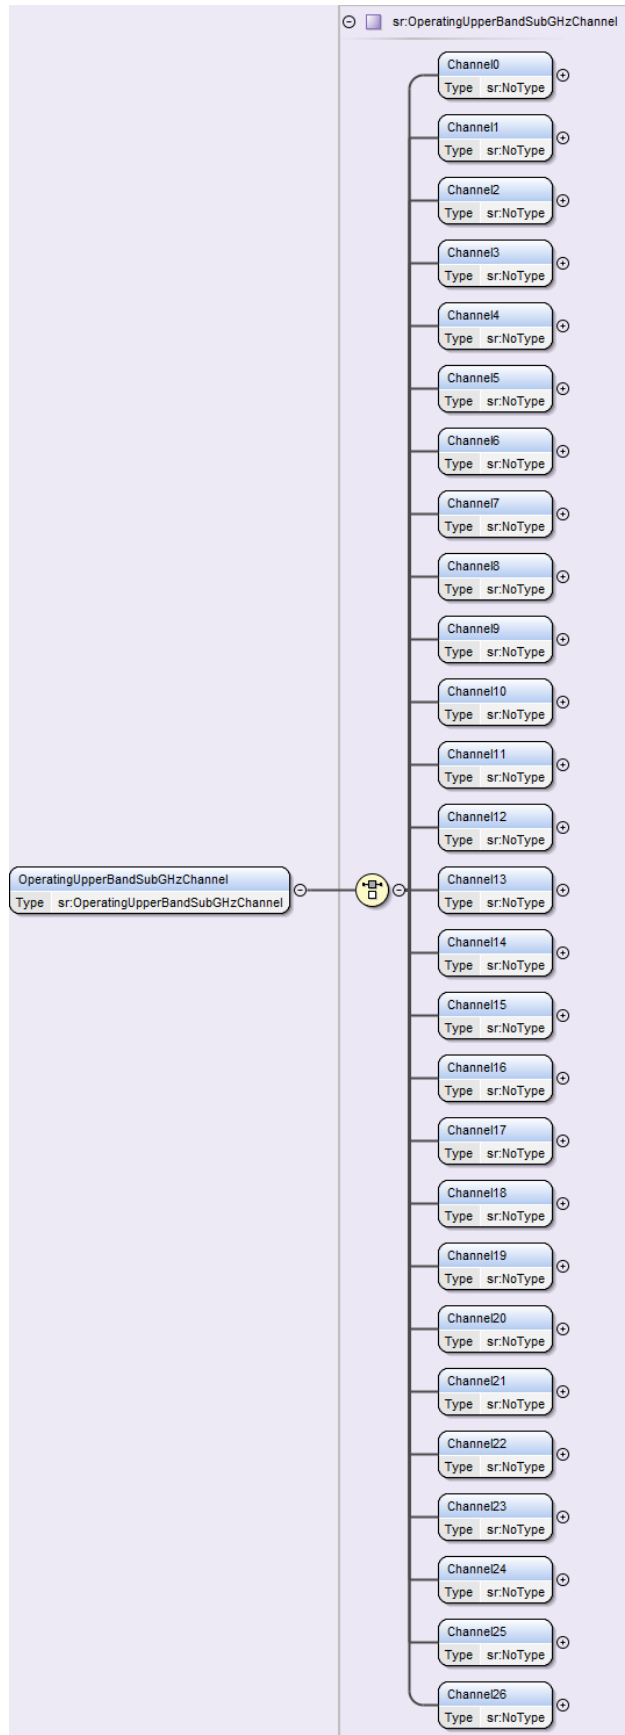 sr:OperatingUpperBandSubGHzChannel
Channel0
Type sr:NoType
Channel1
Type sr:NoType
Channel2
Type sr:NoType
Channel3
Type sr:NoType
Channel4
Type sr:NoType
Channel5
Type sr:NoType
Channel6
Type sr:NoType
Channel7
Type sr:NoType
Channel8
Type sr:NoType
Channel9
Type sr:NoType
Channel10
Type sr:NoType
Channel11
Type sr:NoType
Channel12
Type sr:NoType
OperatingUpperBandSubGHzChannel
Type sr:OperatingUpperBandSubGHzChannel
Channel13
Type sr:NoType
Channel14
Type sr:NoType
Channel15
Type sr:NoType
Channel16
Type sr:NoType
Channel17
Type sr:NoType
Channel18
Type sr:NoType
Channel19
Type sr:NoType
Channel20
Type sr:NoType
Channel21
Type sr:NoType
Channel22
Type sr:NoType
Channel23
Type sr:NoType
Channel24
Type sr:NoType
Channel25
Type sr:NoType
Channel26
Type sr:NoType